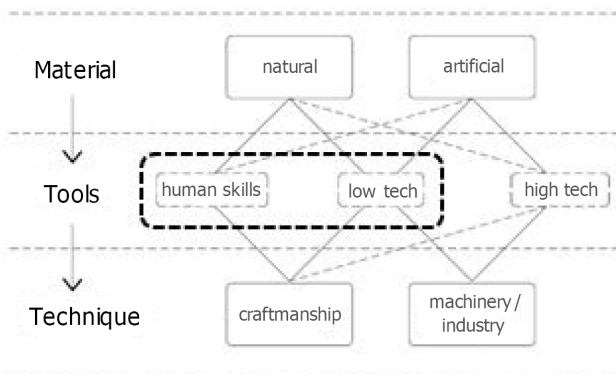 Material
natural
artificial
Tools
human skills
low tech
high tech
Technique
craftmanship
machinery/
industry